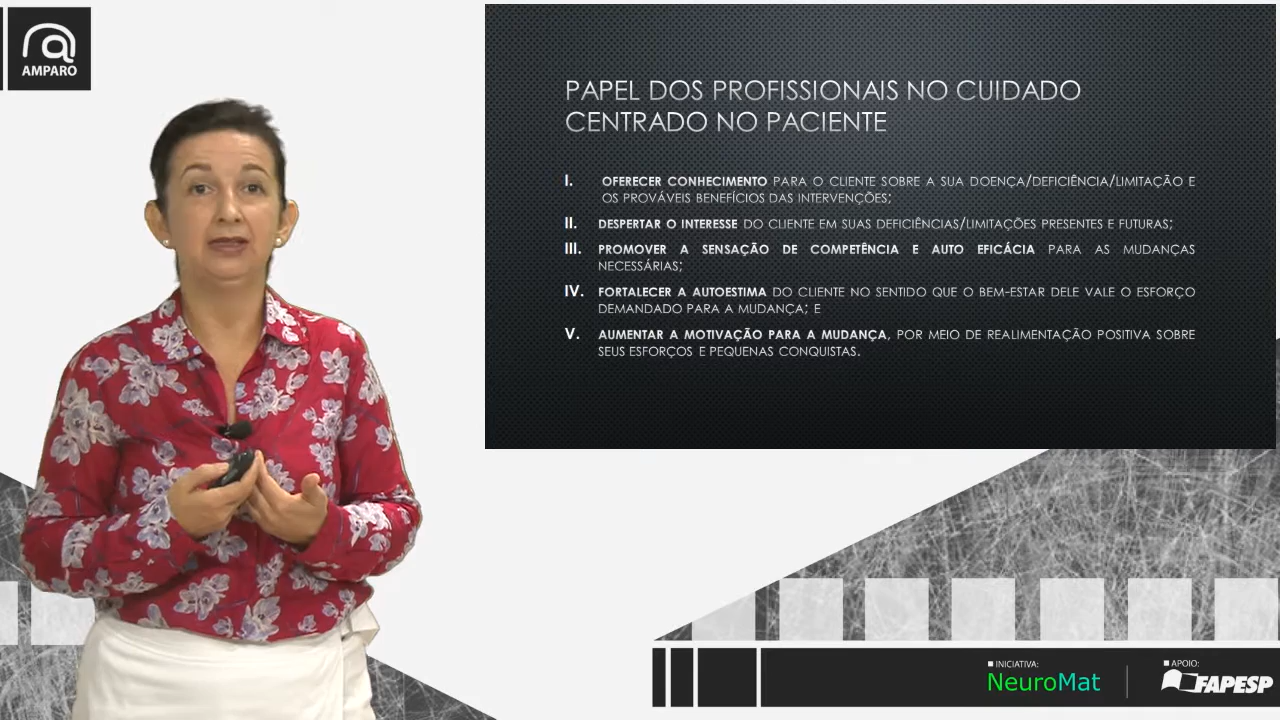 AMPARO
PAPEL DOS PROFISSIONAIS NO CUIDADO
CENTRADO NO PACIENTE
I. OFERECER CONHECIMENTO PARA O CLIENTE SOBRE A SUA DOENÇA/DEFICIÊNCIA/LIMITAÇÃO E
OS PROVÁVEIS BENEFÍCIOS DAS INTERVENÇÕES;
II. DESPERTAR O INTERESSE DO CLIENTE EM SUAS DEFICIÊNCIAS/LIMITAÇÕES PRESENTES E FUTURAS;
III. PROMOVER A SENSAÇÃO DE COMPETÊNCIA E AUTO EFICÁCIA PARA AS MUDANÇAS
NECESSÁRIAS;
IV. FORTALECER A AUTOESTIMA DO CLIENTE NO SENTIDO QUE O BEM-ESTAR DELE VALE O ESFORÇO
DEMANDADO PARA A MUDANÇA; E
V. AUMENTAR A MOTIVAÇÃO PARA A MUDANÇA, POR MEIO DE REALIMENTAÇÃO POSITIVA SOBRE
SEUS ESFORÇOS E PEQUENAS CONQUISTAS.
INICIATIVA:
NeuroMat
APOIO:
FAPESP